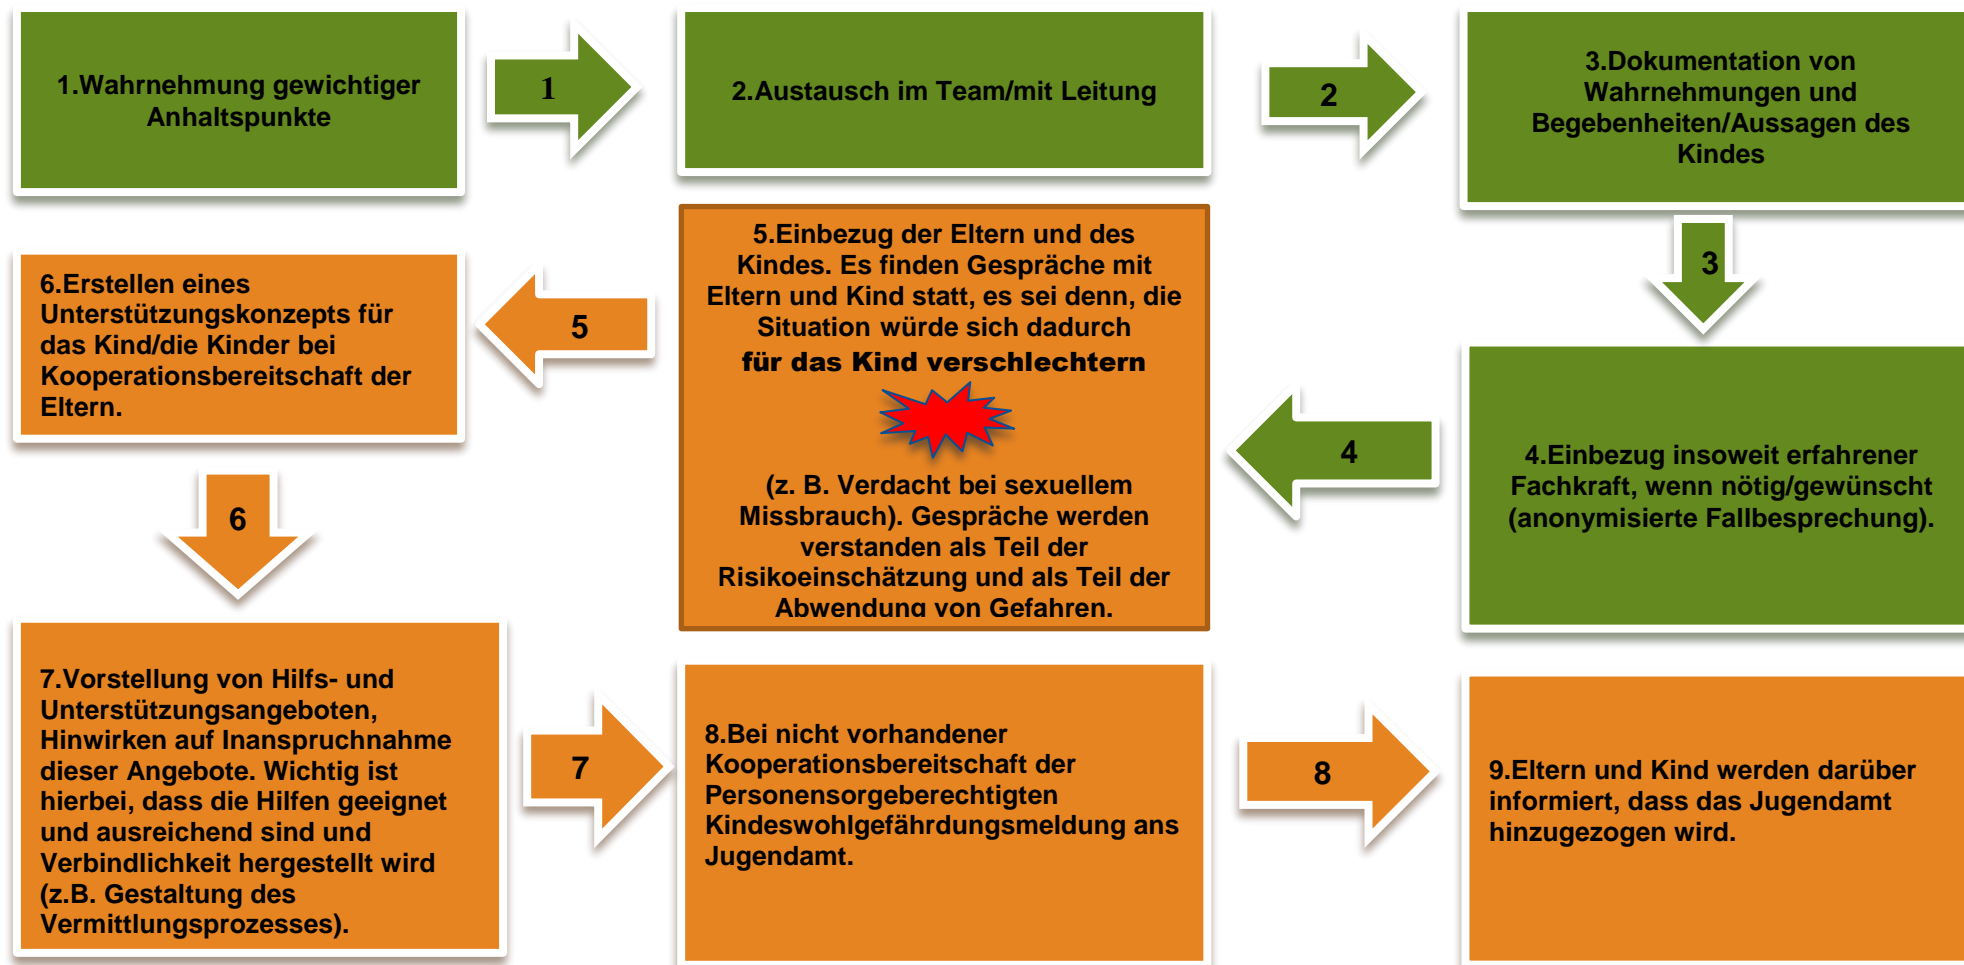 1.Wahrnehmung gewichtiger
Anhaltspunkte
1
2.Austausch im Team/mit Leitung
2
3.Dokumentation von
Wahrnehmungen und
Begebenheiten/Aussagen des
Kindes
3
4.Einbezug insoweit erfahrener
Fachkraft, wenn nötig/gewünscht
(anonymisierte Fallbesprechung).
4
5.Einbezug der Eltern und des
Kindes. Es finden Gespräche mit
Eltern und Kind statt, es sei denn, die
Situation würde sich dadurch
für das Kind verschlechtern
(z. B. Verdacht bei sexuellem
Missbrauch). Gespräche werden
verstanden als Teil der
Risikoeinschätzung und als Teil der
Abwendung von Gefahren.
5
6.Erstellen eines
Unterstützungskonzepts für
das Kind/die Kinder bei
Kooperationsbereitschaft der
Eltern.
6
7.Vorstellung von Hilfs- und
Unterstützungsangeboten,
Hinwirken auf Inanspruchnahme
dieser Angebote. Wichtig ist
hierbei, dass die Hilfen geeignet
und ausreichend sind und
Verbindlichkeit hergestellt wird
(z.B. Gestaltung des
Vermittlungsprozesses).
7
8.Bei nicht vorhandener
Kooperationsbereitschaft der
Personensorgeberechtigten
Kindeswohlgefährdungsmeldung ans
Jugendamt.
8
9.Eltern und Kind werden darüber
informiert, dass das Jugendamt
hinzugezogen wird.